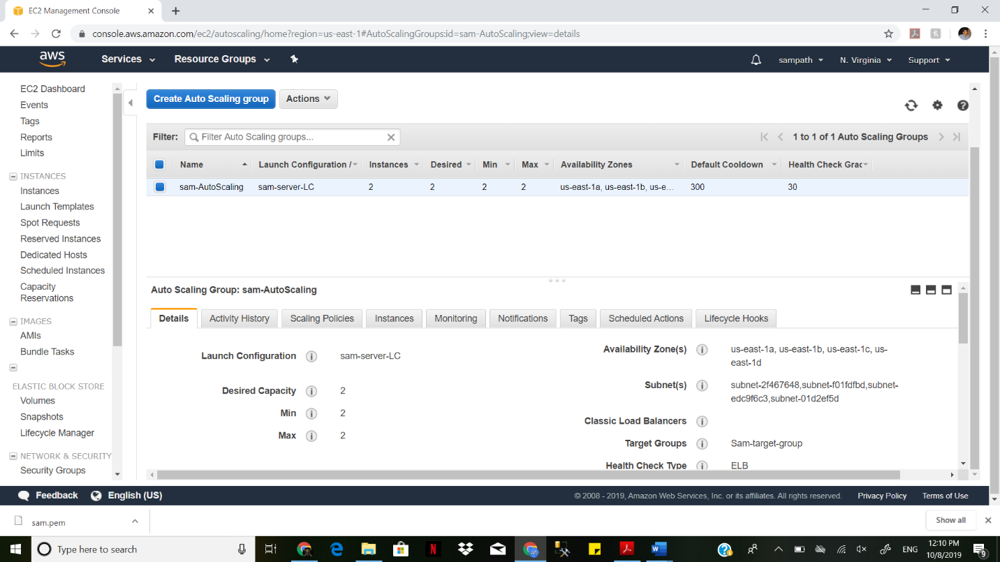 EC2 Management Console
console.aws.amazon.com/ec2/autoscaling/home?region=us-east-1#AutoScalingGroups:id=sam-AutoScaling;view=details
aws
Services
Resource Groups
sampath
N. Virginia
Support
EC2 Dashboard
Events
Tags
Reports
Limits
INSTANCES
Instances
Launch Templates
Spot Requests
Reserved Instances
Dedicated Hosts
Scheduled Instances
Capacity
Reservations
IMAGES
AMIs
Bundle Tasks
ELASTIC BLOCK STORE
Volumes
Snapshots
Lifecycle Manager
NETWORK & SECURITY
Security Groups
Create Auto Scaling group Actions
Filter: Filter Auto Scaling groups... 1 to 1 of 1 Auto Scaling Groups
Name Launch Configuration / Instances Desired Min Max Availability Zones Default Cooldown Health Check Grac
sam-AutoScaling sam-server-LC 2 2 2 2 us-east-1a, us-east-1b, us-e... 300 30
Auto Scaling Group: sam-AutoScaling
Details Activity History Scaling Policies Instances Monitoring Notifications Tags Scheduled Actions Lifecycle Hooks
Launch Configuration sam-server-LC
Desired Capacity 2
Min 2
Max 2
Availability Zone(s) us-east-1a, us-east-1b, us-east-1c, us-
east-1d
Subnet(s) subnet-2f467648,subnet-f01fdfbd,subnet-
edc9f6c3,subnet-01d2ef5d
Classic Load Balancers
Target Groups Sam-target-group
Health Check Type ELB
Feedback English (US)
© 2008 - 2019, Amazon Web Services, Inc. or its affiliates. All rights reserved. Privacy Policy Terms of Use
sam.pem
Show all
Type here to search
ENG
12:10 PM
10/8/2019
9